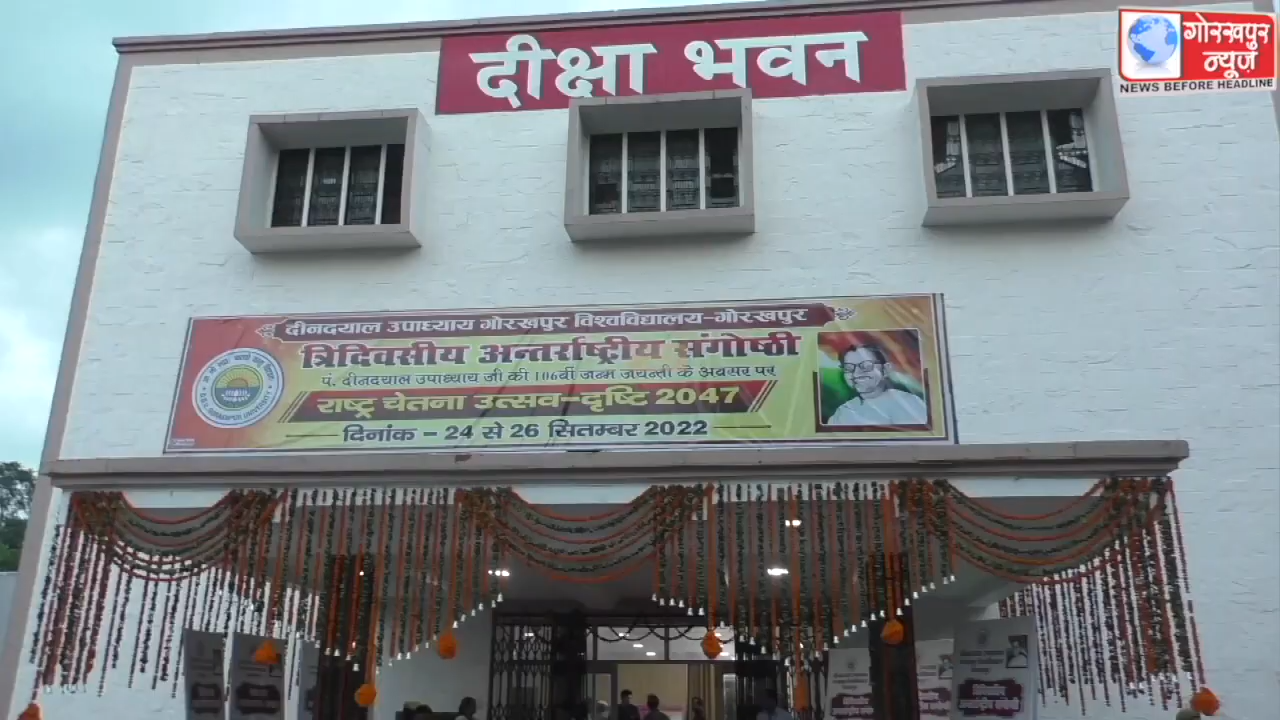 गोरखपुर
न्यूज़
NEWS BEFORE HEADLINE
दीक्षा भवन
दीनदयाल उपाध्याय गोरखपुर विश्वविद्यालय-गोरखपुर
त्रिदिवसीय अन्तर्राष्ट्रीय संगोष्ठी
पं. दीनदयाल उपाध्याय जी की 106वीं जन्म जयन्ती के अवसर पर
राष्ट्र चेतना उत्सव-दृष्टि 2047
दिनांक - 24 से 26 सितम्बर 2022